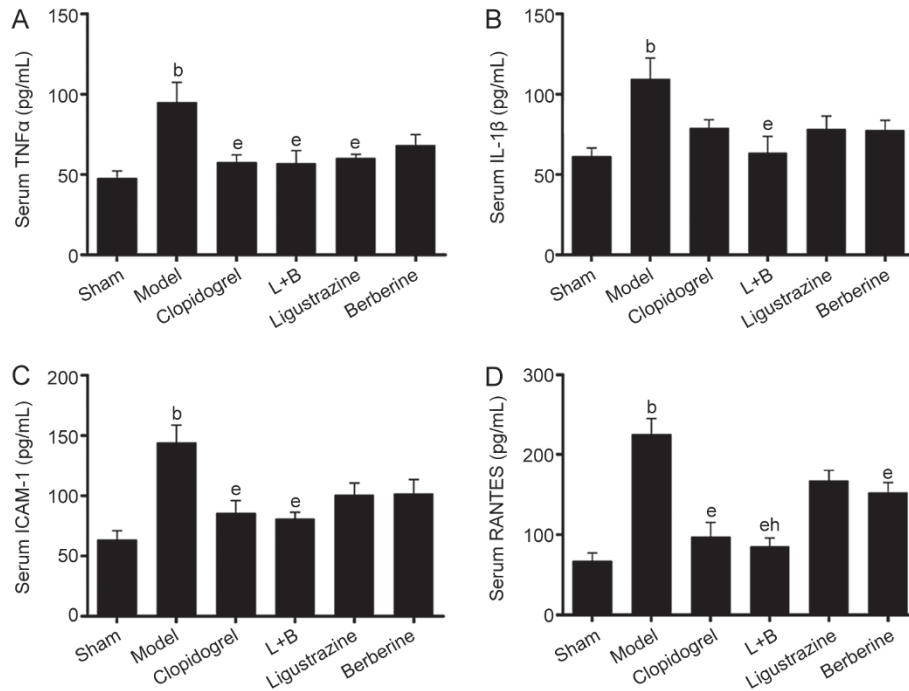 A
Serum TNFα (pg/mL)
150
100
50
0
b
e
e
e
Sham
Model
Clopidogrel
L+B
Ligustrazine
Berberine
B
Serum IL-1β (pg/mL)
150
100
50
0
b
e
Sham
Model
Clopidogrel
L+B
Ligustrazine
Berberine
C
Serum ICAM-1 (pg/mL)
200
150
100
50
0
b
e
e
Sham
Model
Clopidogrel
L+B
Ligustrazine
Berberine
D
Serum RANTES (pg/mL)
300
200
100
0
b
e
eh
e
Sham
Model
Clopidogrel
L+B
Ligustrazine
Berberine